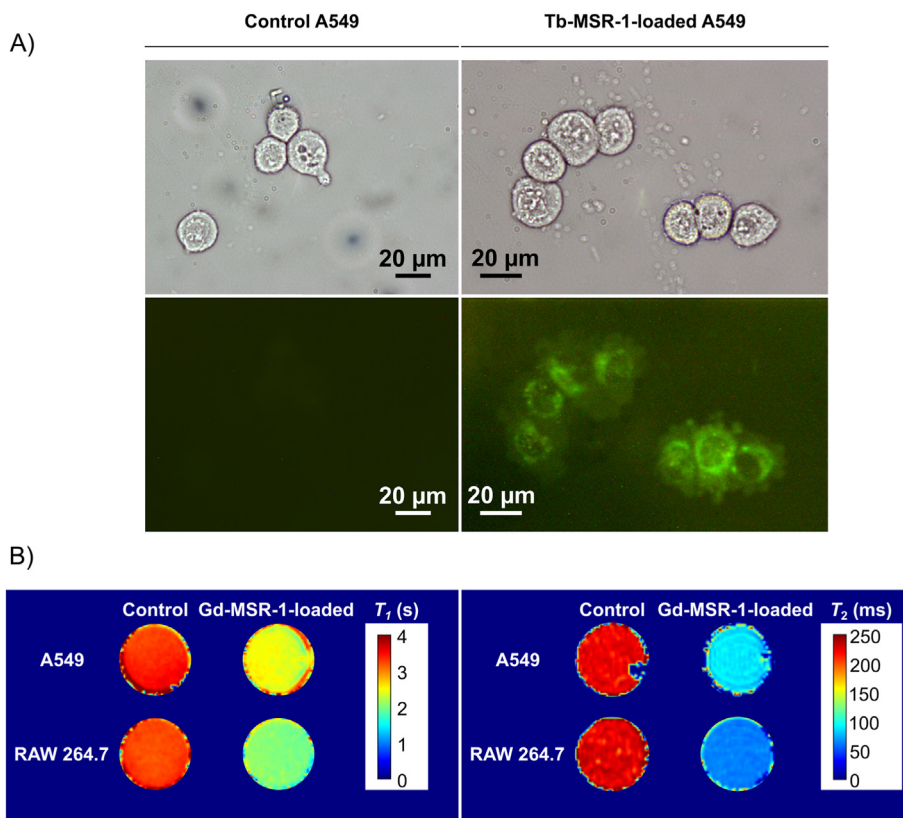 Control A549 Tb-MSR-1-loaded A549
A)
20 µm 20 µm
20 µm 20 µm
B)
Control Gd-MSR-1-loaded T1 (s) Control Gd-MSR-1-loaded T2 (ms)
4 250
A549 3 A549 200
150
2
100
RAW 264.7 1 RAW 264.7 50
0 0